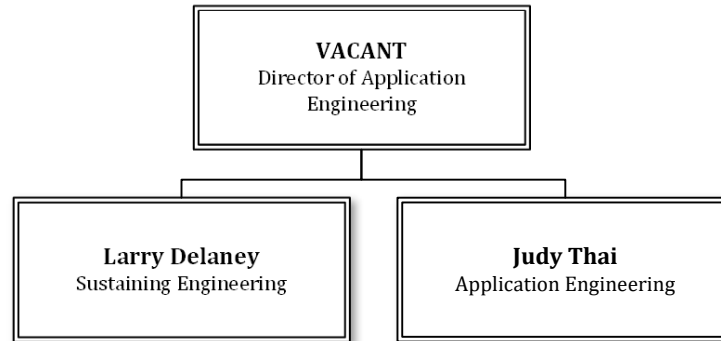 VACANT
Director of Application
Engineering
Larry Delaney
Sustaining Engineering
Judy Thai
Application Engineering